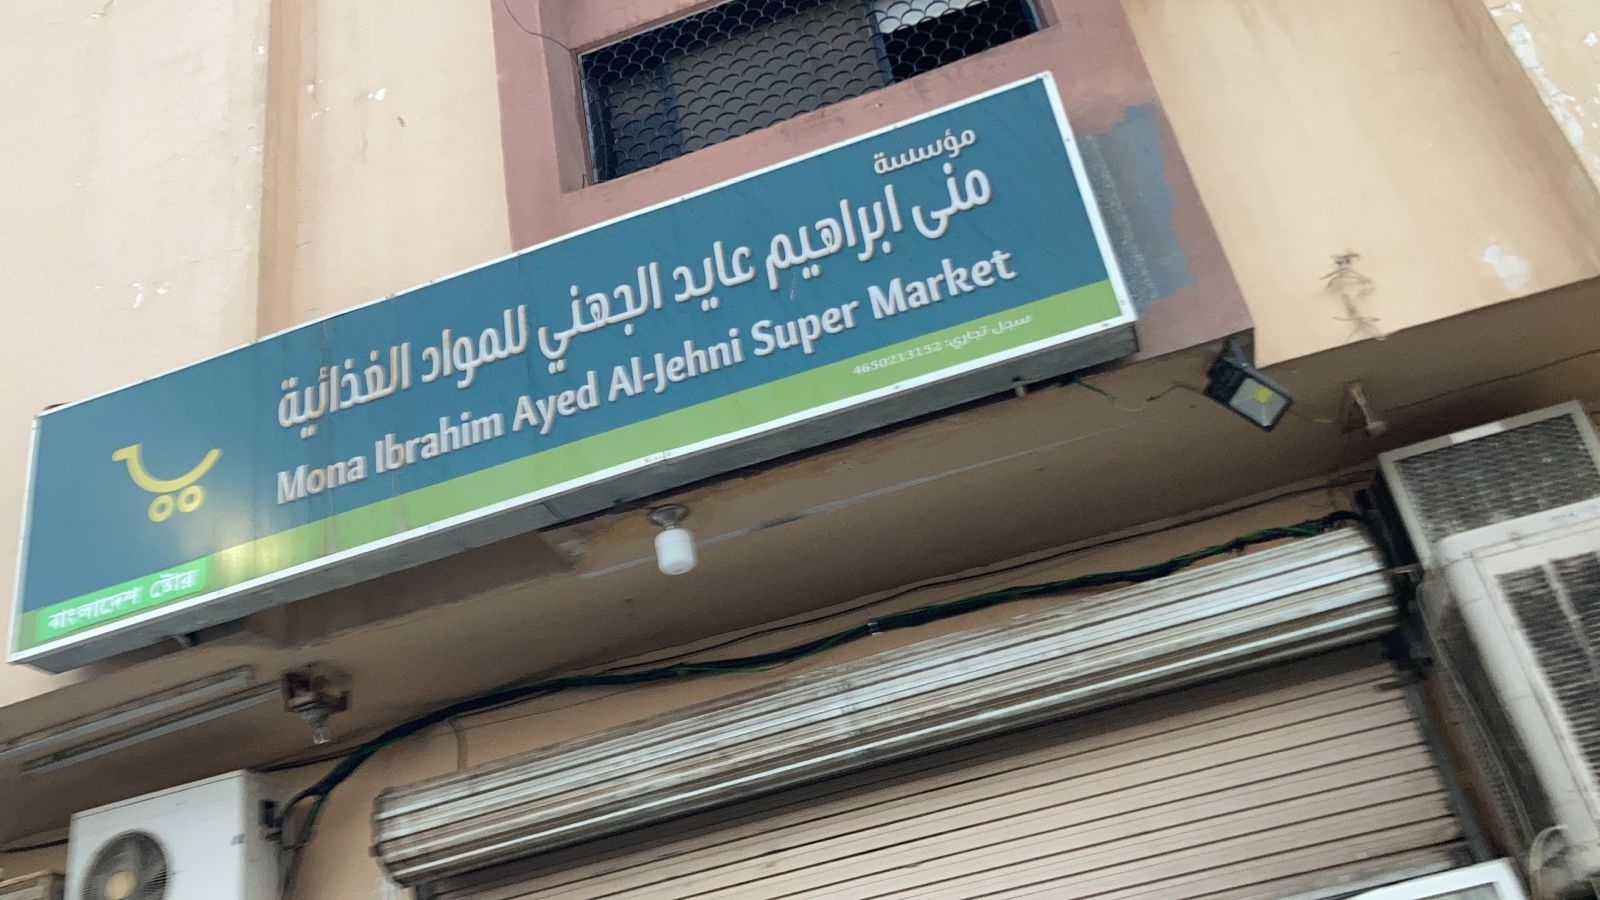 مؤسسة
منى ابراهيم عايد الجهني للمواد الغذائية
Mona Ibrahim Ayed Al-Jehni Super Market
سجل تجاري: 4650213152
বাংলাদেশ ষ্টোর